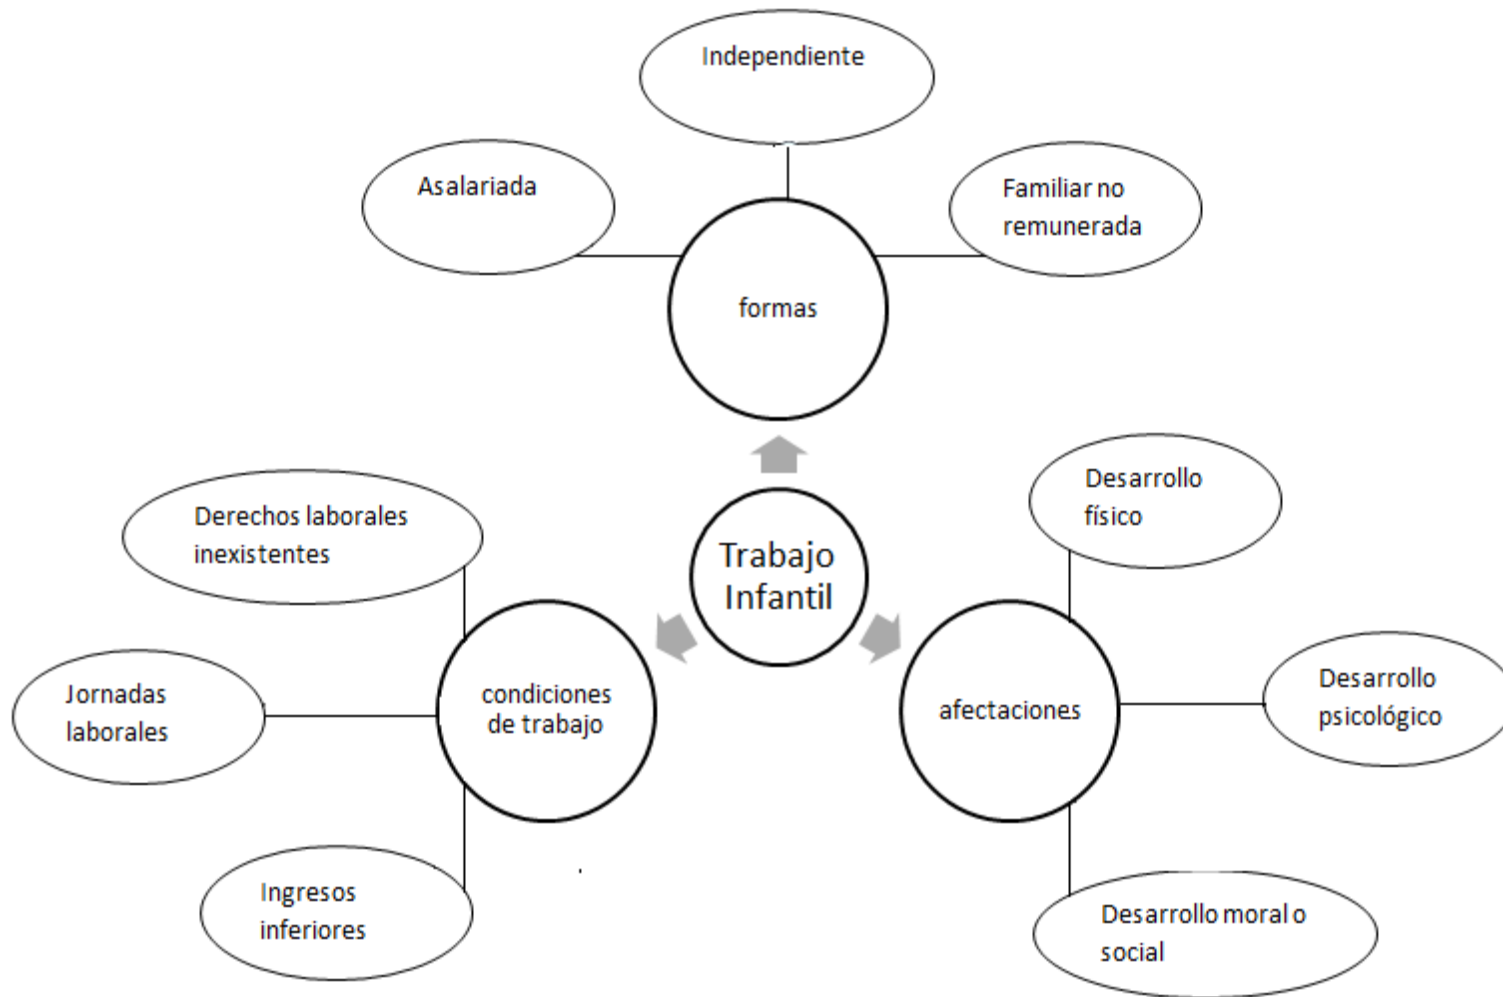 Independiente
Asalariada
Familiar no
remunerada
formas
Desarrollo
físico
Derechos laborales
inexistentes
Trabajo
Infantil
Jornadas
laborales
condiciones
de trabajo
afectaciones
Desarrollo
psicológico
Ingresos
inferiores
Desarrollo moral o
social